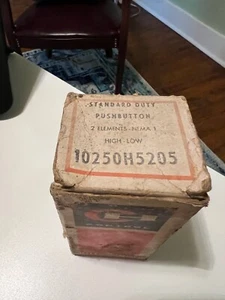 STANDARD DUTY
PUSHBUTTON
2 ELEMENTS-NEMA 1
HIGH-LOW
10250H5205